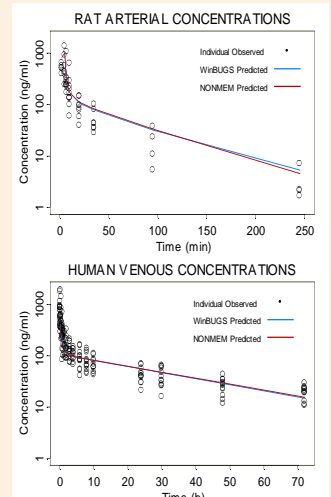 RAT ARTERIAL CONCENTRATIONS
Concentration (ng/ml)
1000
100
10
1
Individual Observed
WinBUGS Predicted
NONMEM Predicted
0 50 100 150 200 250
Time (min)
HUMAN VENOUS CONCENTRATIONS
Concentration (ng/ml)
1000
100
10
1
Individual Observed
WinBUGS Predicted
NONMEM Predicted
0 10 20 30 40 50 60 70
Time (h)